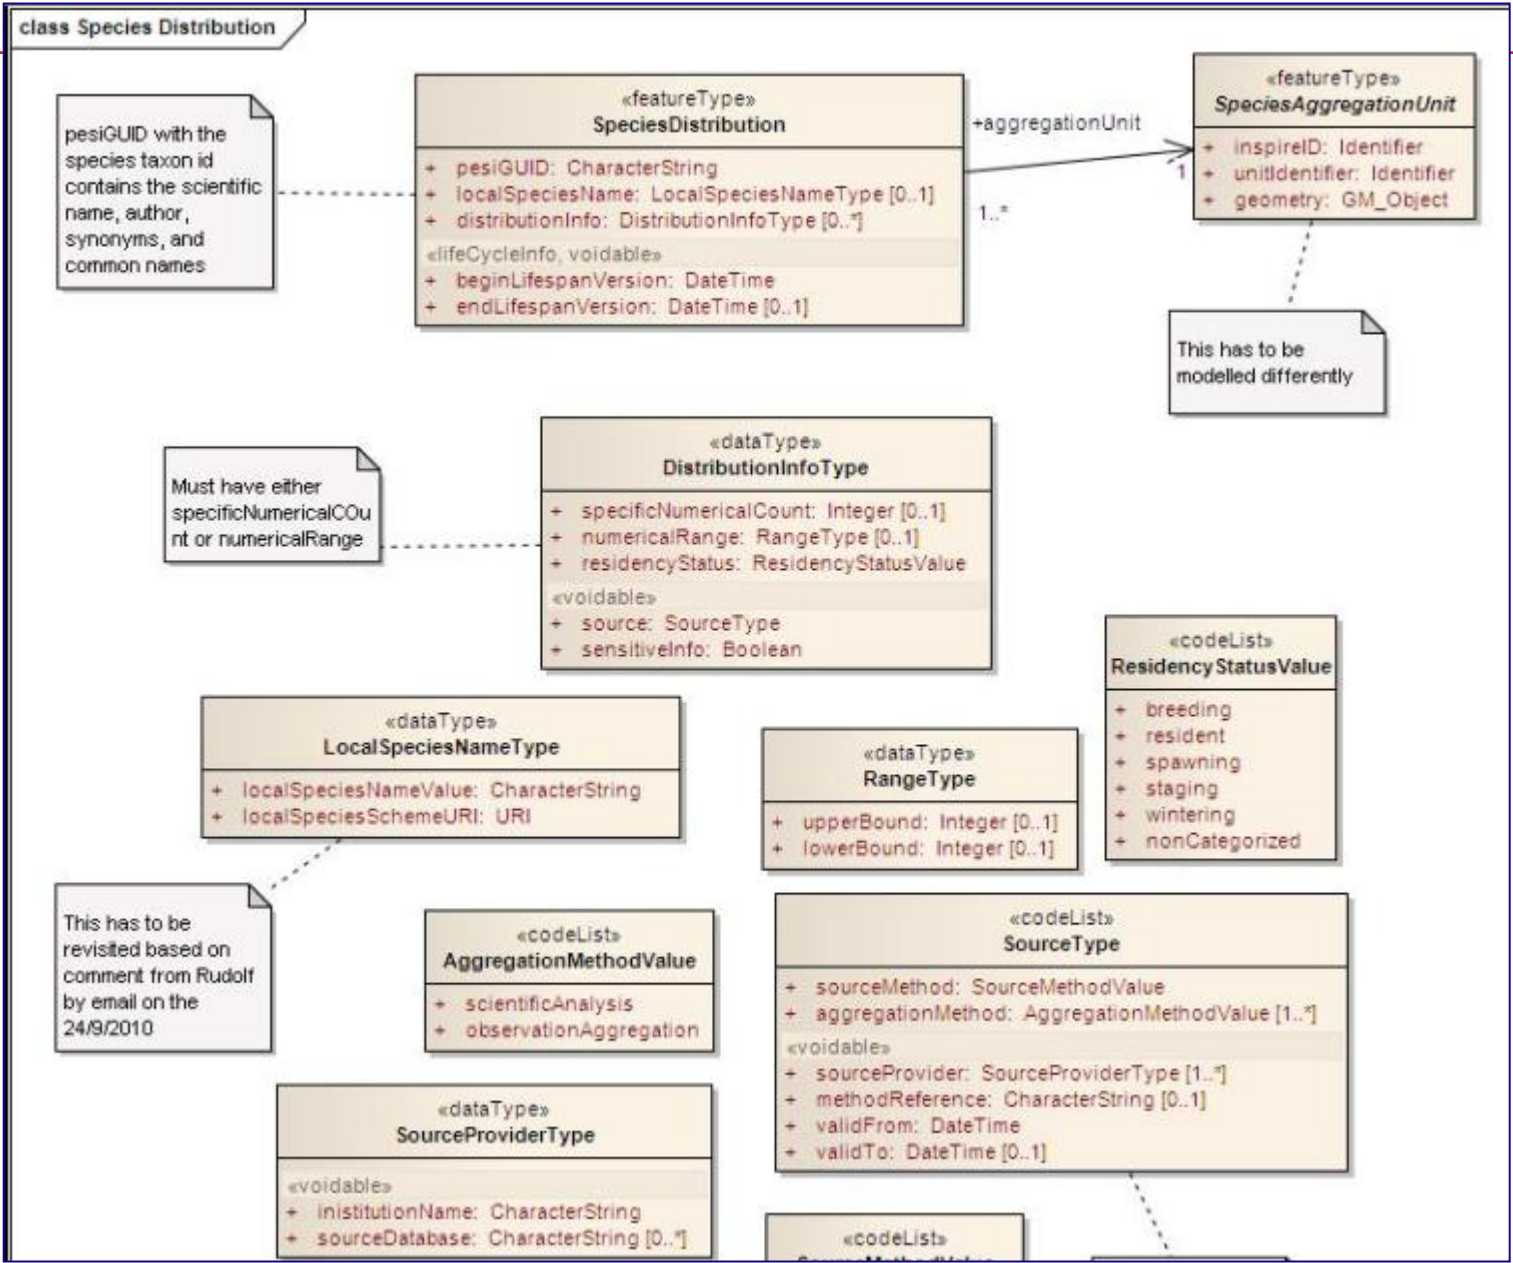 class Species Distribution
pesiGUID with the
species taxon id
contains the scientific
name, author,
synonyms, and
common names
«featureType»
SpeciesDistribution
+ pesiGUID: CharacterString
+ localSpeciesName: LocalSpeciesNameType [0..1]
+ distributionInfo: DistributionInfoType [0..*]
«lifeCycleInfo, voidable»
+ beginLifespanVersion: DateTime
+ endLifespanVersion: DateTime [0..1]
+aggregationUnit
1
1..*
«featureType»
SpeciesAggregationUnit
+ inspireID: Identifier
+ unitIdentifier: Identifier
+ geometry: GM_Object
This has to be
modelled differently
Must have either
specificNumericalCOu
nt or numericalRange
«dataType»
DistributionInfoType
+ specificNumericalCount: Integer [0..1]
+ numericalRange: RangeType [0..1]
+ residencyStatus: ResidencyStatusValue
«voidable»
+ source: SourceType
+ sensitiveInfo: Boolean
«codeList»
ResidencyStatusValue
+ breeding
+ resident
+ spawning
+ staging
+ wintering
+ nonCategorized
«dataType»
LocalSpeciesNameType
+ localSpeciesNameValue: CharacterString
+ localSpeciesSchemeURI: URI
«dataType»
RangeType
+ upperBound: Integer [0..1]
+ lowerBound: Integer [0..1]
This has to be
revisited based on
comment from Rudolf
by email on the
24/9/2010
«codeList»
AggregationMethodValue
+ scientificAnalysis
+ observationAggregation
«codeList»
SourceType
+ sourceMethod: SourceMethodValue
+ aggregationMethod: AggregationMethodValue [1..*]
«voidable»
+ sourceProvider: SourceProviderType [1..*]
+ methodReference: CharacterString [0..1]
+ validFrom: DateTime
+ validTo: DateTime [0..1]
«dataType»
SourceProviderType
«voidable»
+ inistitutionName: CharacterString
+ sourceDatabase: CharacterString [0..*]
«codeList»